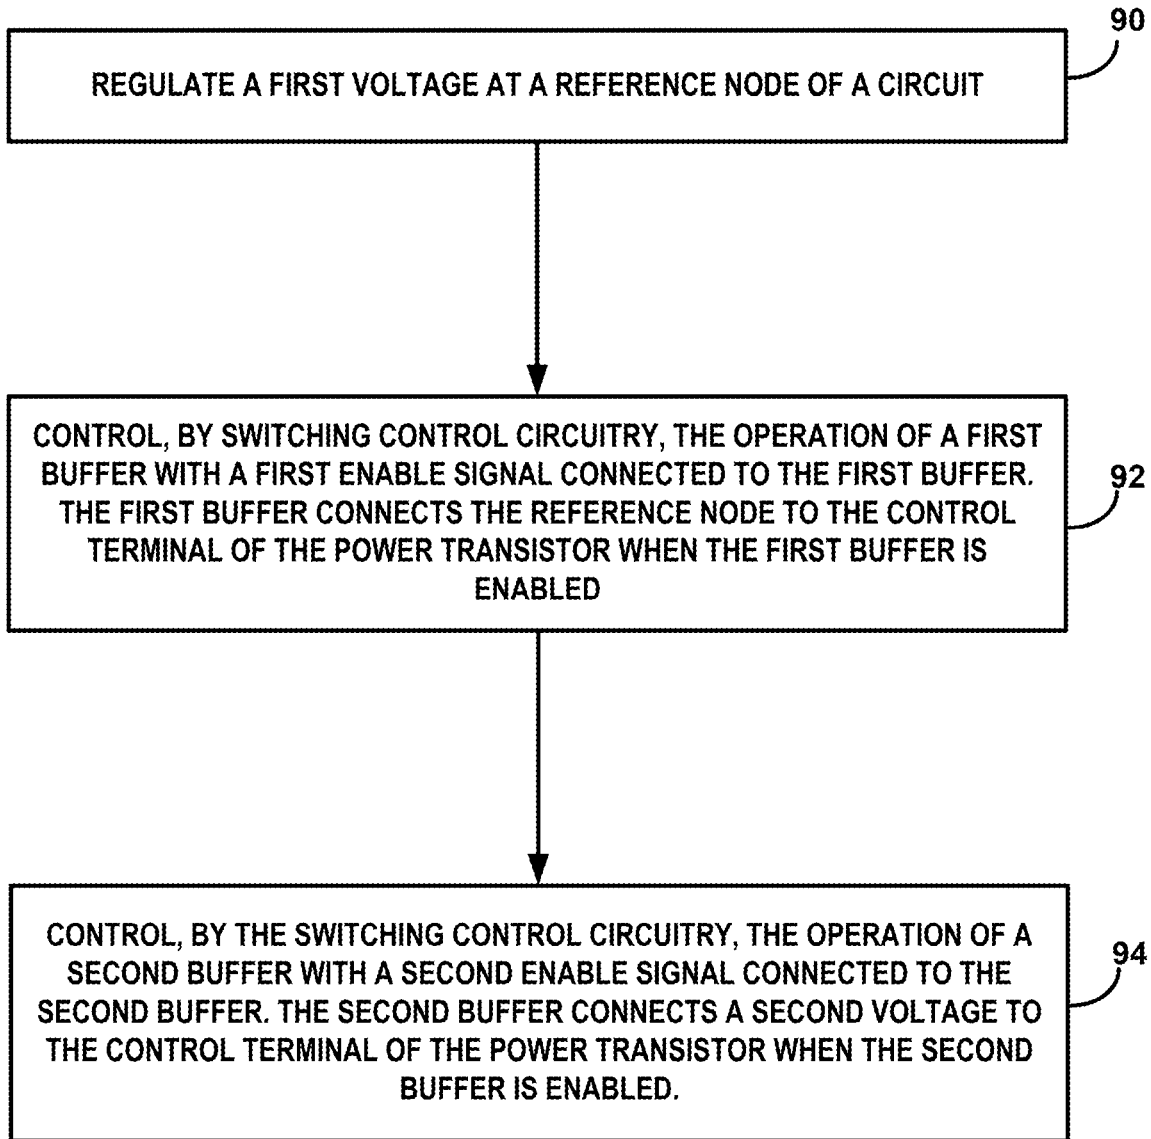 90
REGULATE A FIRST VOLTAGE AT A REFERENCE NODE OF A CIRCUIT
CONTROL, BY SWITCHING CONTROL CIRCUITRY, THE OPERATION OF A FIRST
BUFFER WITH A FIRST ENABLE SIGNAL CONNECTED TO THE FIRST BUFFER.
THE FIRST BUFFER CONNECTS THE REFERENCE NODE TO THE CONTROL
TERMINAL OF THE POWER TRANSISTOR WHEN THE FIRST BUFFER IS
ENABLED
92
CONTROL, BY THE SWITCHING CONTROL CIRCUITRY, THE OPERATION OF A
SECOND BUFFER WITH A SECOND ENABLE SIGNAL CONNECTED TO THE
SECOND BUFFER. THE SECOND BUFFER CONNECTS A SECOND VOLTAGE TO
THE CONTROL TERMINAL OF THE POWER TRANSISTOR WHEN THE SECOND
BUFFER IS ENABLED.
94